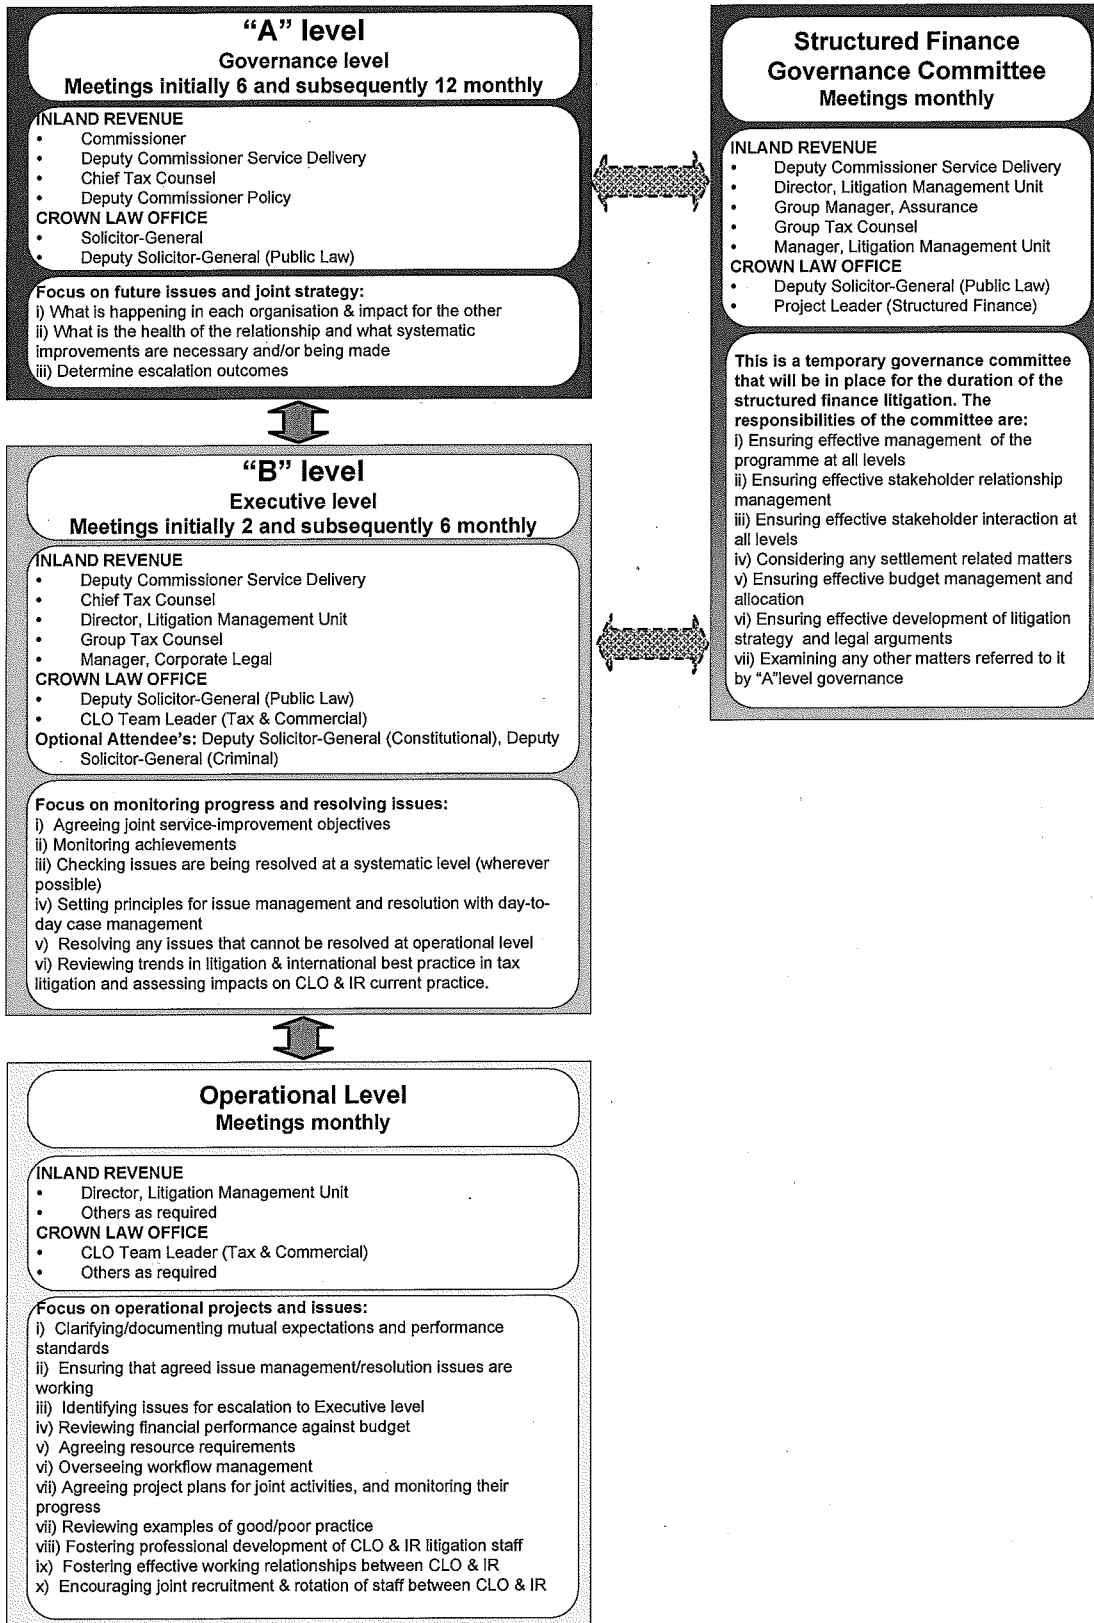 “A” level
Governance level
Meetings initially 6 and subsequently 12 monthly
INLAND REVENUE
• Commissioner
• Deputy Commissioner Service Delivery
• Chief Tax Counsel
• Deputy Commissioner Policy
CROWN LAW OFFICE
• Solicitor-General
• Deputy Solicitor-General (Public Law)
Focus on future issues and joint strategy:
i) What is happening in each organisation & impact for the other
ii) What is the health of the relationship and what systematic
improvements are necessary and/or being made
iii) Determine escalation outcomes
“B” level
Executive level
Meetings initially 2 and subsequently 6 monthly
INLAND REVENUE
• Deputy Commissioner Service Delivery
• Chief Tax Counsel
• Director, Litigation Management Unit
• Group Tax Counsel
• Manager, Corporate Legal
CROWN LAW OFFICE
• Deputy Solicitor-General (Public Law)
• CLO Team Leader (Tax & Commercial)
Optional Attendee's: Deputy Solicitor-General (Constitutional), Deputy
Solicitor-General (Criminal)
Focus on monitoring progress and resolving issues:
i) Agreeing joint service-improvement objectives
ii) Monitoring achievements
iii) Checking issues are being resolved at a systematic level (wherever
possible)
iv) Setting principles for issue management and resolution with day-to-
day case management
v) Resolving any issues that cannot be resolved at operational level
vi) Reviewing trends in litigation & international best practice in tax
litigation and assessing impacts on CLO & IR current practice.
Operational Level
Meetings monthly
INLAND REVENUE
• Director, Litigation Management Unit
• Others as required
CROWN LAW OFFICE
• CLO Team Leader (Tax & Commercial)
• Others as required
Focus on operational projects and issues:
i) Clarifying/documenting mutual expectations and performance
standards
ii) Ensuring that agreed issue management/resolution issues are
working
iii) Identifying issues for escalation to Executive level
iv) Reviewing financial performance against budget
v) Agreeing resource requirements
vi) Overseeing workflow management
vii) Agreeing project plans for joint activities, and monitoring their
progress
vii) Reviewing examples of good/poor practice
viii) Fostering professional development of CLO & IR litigation staff
ix) Fostering effective working relationships between CLO & IR
x) Encouraging joint recruitment & rotation of staff between CLO & IR
Structured Finance
Governance Committee
Meetings monthly
INLAND REVENUE
• Deputy Commissioner Service Delivery
• Director, Litigation Management Unit
• Group Manager, Assurance
• Group Tax Counsel
• Manager, Litigation Management Unit
CROWN LAW OFFICE
• Deputy Solicitor-General (Public Law)
• Project Leader (Structured Finance)
This is a temporary governance committee
that will be in place for the duration of the
structured finance litigation. The
responsibilities of the committee are:
i) Ensuring effective management of the
programme at all levels
ii) Ensuring effective stakeholder relationship
management
iii) Ensuring effective stakeholder interaction at
all levels
iv) Considering any settlement related matters
v) Ensuring effective budget management and
allocation
vi) Ensuring effective development of litigation
strategy and legal arguments
vii) Examining any other matters referred to it
by "A"level governance